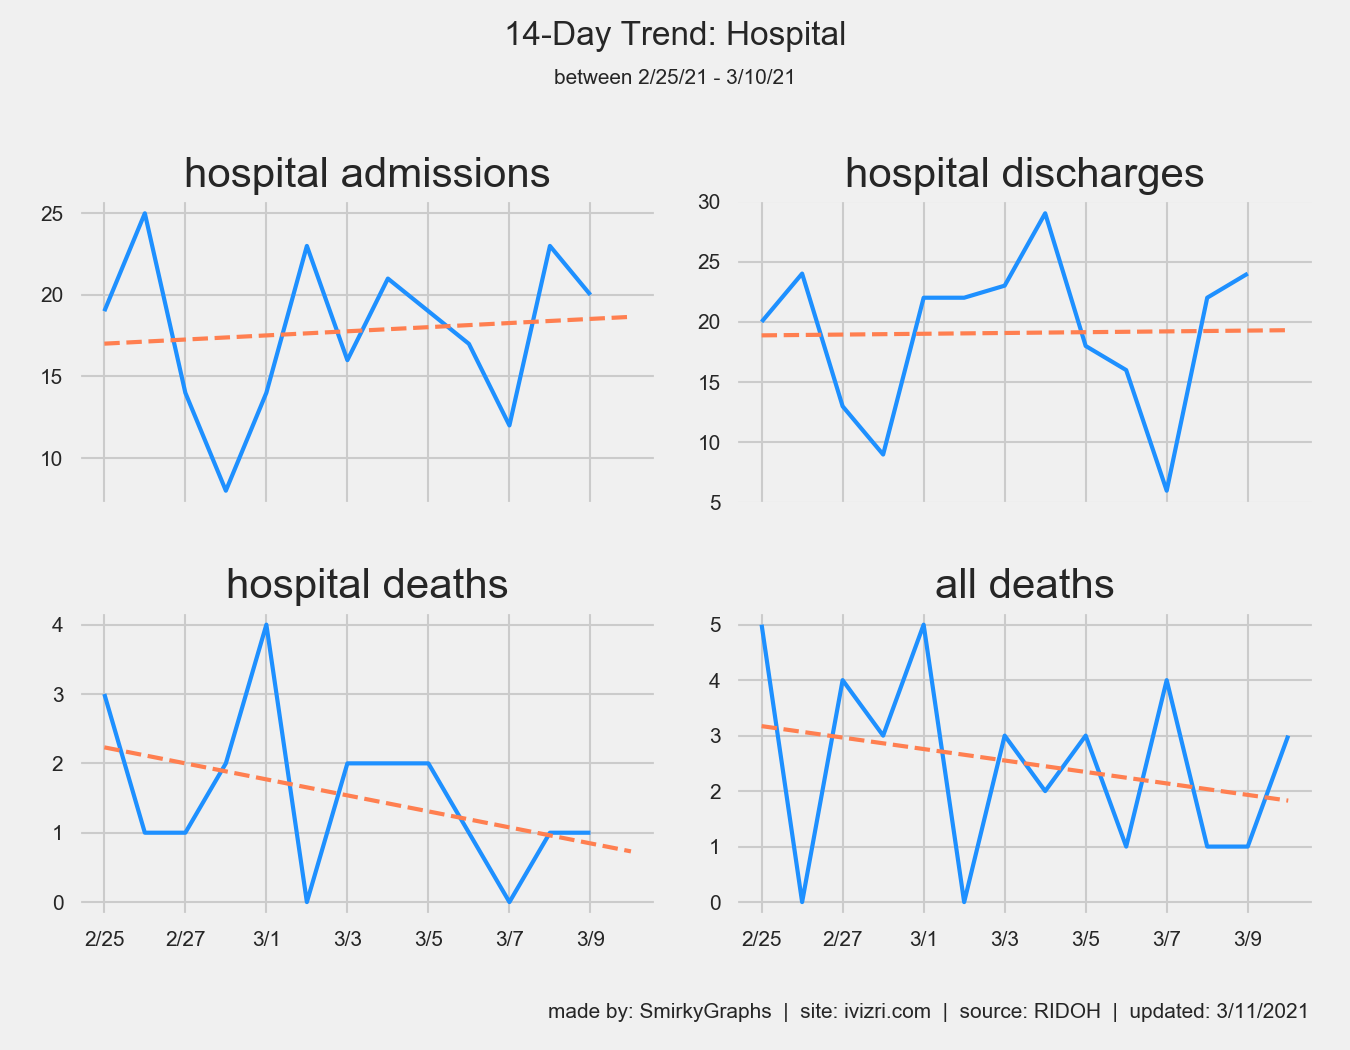 14-Day Trend: Hospital
between 2/25/21 - 3/10/21
hospital admissions
25
20
15
10
hospital discharges
30
25
20
15
10
5
hospital deaths
4
3
2
1
0
2/25 2/27 3/1 3/3 3/5 3/7 3/9
all deaths
5
4
3
2
1
0
2/25 2/27 3/1 3/3 3/5 3/7 3/9
made by: SmirkyGraphs | site: ivizri.com | source: RIDOH | updated: 3/11/2021